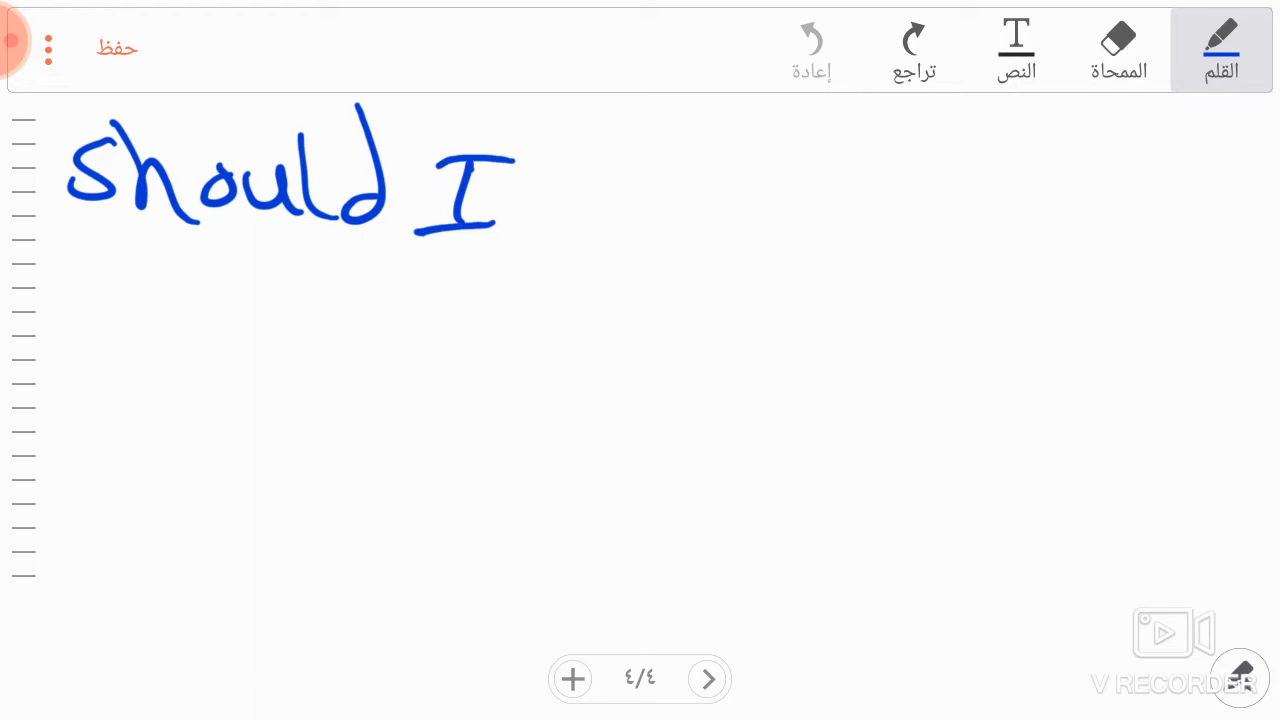 حفظ
إعادة
تراجع
النص
الممحاة
القلم
should I
٤/٤
V RECORDER